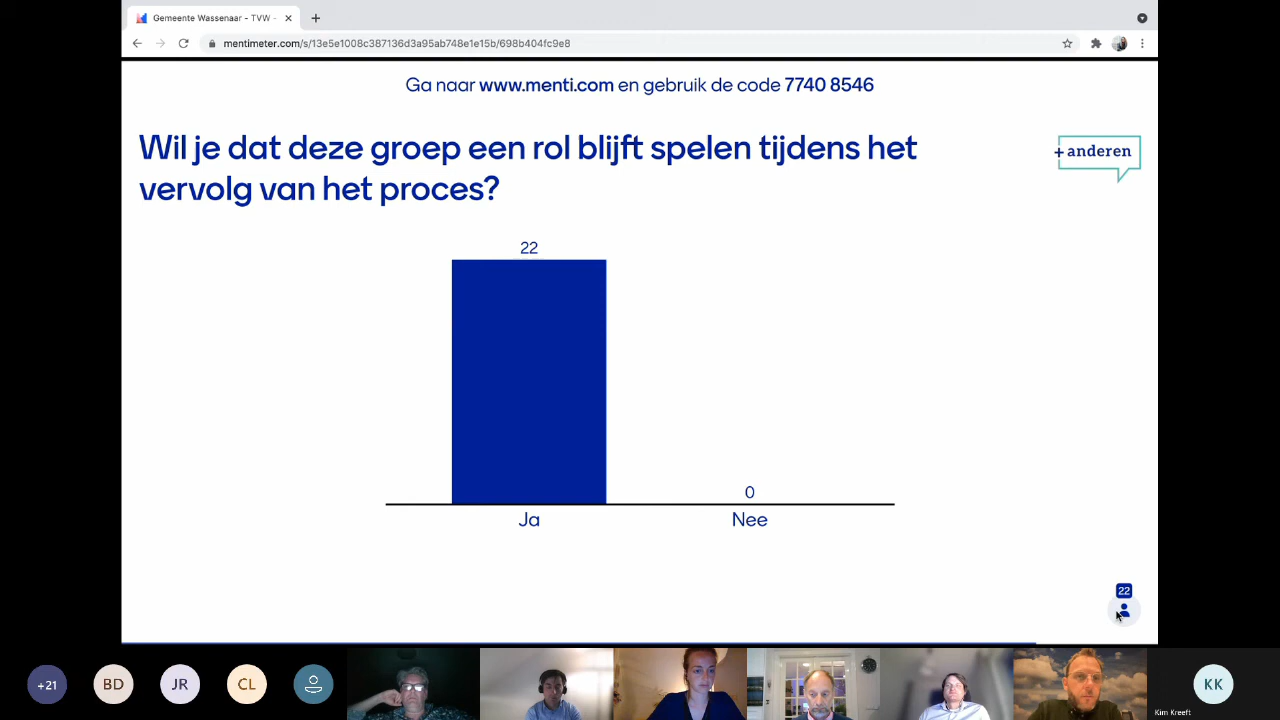 Gemeente Wassenaar - TVW -
mentimeter.com/s/13e5e1008c387136d3a95ab748e1e15b/698b404fc9e8
Ga naar www.menti.com en gebruik de code 7740 8546
Wil je dat deze groep een rol blijft spelen tijdens het
vervolg van het proces?
+anderen
22
0
Ja
Nee
22
+21
BD
JR
CL
KK
Kim Kreeft